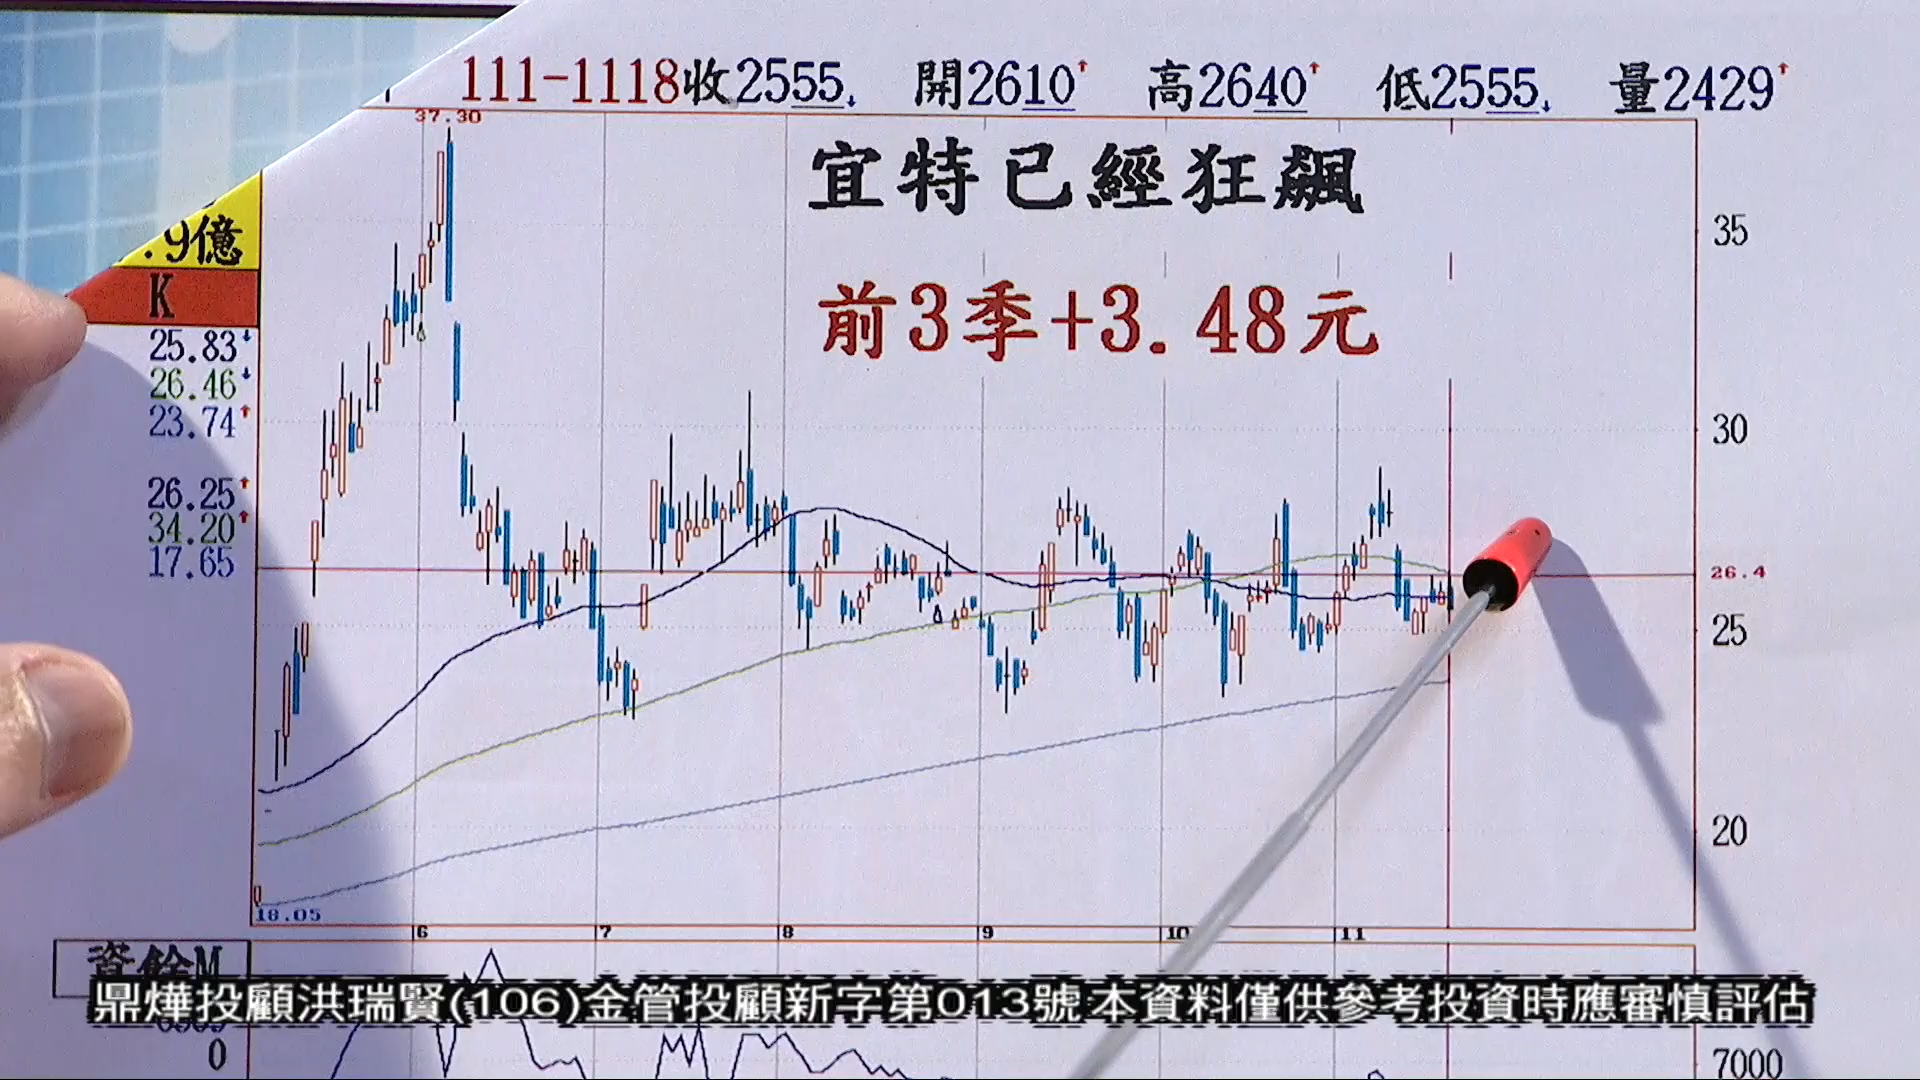 111-1118收2555↓ 開2610↑ 高2640↑ 低2555↓ 量2429↑
37.30
宜特已經狂飆
前3季+3.48元
.9億
K
25.83↓
26.46↓
23.74↑
26.25↑
34.20↑
17.65
35
30
26.4
25
20
18.05
6 7 8 9 10 11
資餘M
鼎燁投顧洪瑞賢(106)金管投顧新字第013號 本資料僅供參考投資時應審慎評估
0
7000